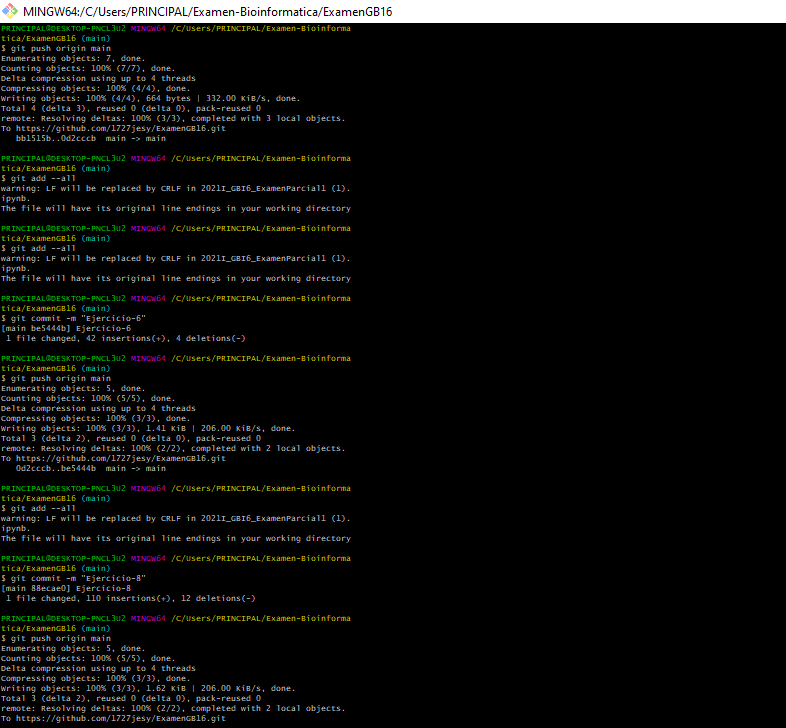 MINGW64:/C/Users/PRINCIPAL/Examen-Bioinformatica/ExamenGB16
PRINCIPAL@DESKTOP-PNCL3U2 MINGW64 /C/Users/PRINCIPAL/Examen-Bioinforma
tica/ExamenGB16 (main)
$ git push origin main
Enumerating objects: 7, done.
Counting objects: 100% (7/7), done.
Delta compression using up to 4 threads
Compressing objects: 100% (4/4), done.
Writing objects: 100% (4/4), 664 bytes | 332.00 KiB/s, done.
Total 4 (delta 3), reused 0 (delta 0), pack-reused 0
remote: Resolving deltas: 100% (3/3), completed with 3 local objects.
To https://github.com/1727jesy/ExamenGB16.git
   bb1515b..0d2cccb  main -> main
PRINCIPAL@DESKTOP-PNCL3U2 MINGW64 /C/Users/PRINCIPAL/Examen-Bioinforma
tica/ExamenGB16 (main)
$ git add --all
warning: LF will be replaced by CRLF in 2021I_GBI6_ExamenParcial1 (1).
ipynb.
The file will have its original line endings in your working directory
PRINCIPAL@DESKTOP-PNCL3U2 MINGW64 /C/Users/PRINCIPAL/Examen-Bioinforma
tica/ExamenGB16 (main)
$ git add --all
warning: LF will be replaced by CRLF in 2021I_GBI6_ExamenParcial1 (1).
ipynb.
The file will have its original line endings in your working directory
PRINCIPAL@DESKTOP-PNCL3U2 MINGW64 /C/Users/PRINCIPAL/Examen-Bioinforma
tica/ExamenGB16 (main)
$ git commit -m "Ejercicio-6"
[main be5444b] Ejercicio-6
 1 file changed, 42 insertions(+), 4 deletions(-)
PRINCIPAL@DESKTOP-PNCL3U2 MINGW64 /C/Users/PRINCIPAL/Examen-Bioinforma
tica/ExamenGB16 (main)
$ git push origin main
Enumerating objects: 5, done.
Counting objects: 100% (5/5), done.
Delta compression using up to 4 threads
Compressing objects: 100% (3/3), done.
Writing objects: 100% (3/3), 1.41 KiB | 206.00 KiB/s, done.
Total 3 (delta 2), reused 0 (delta 0), pack-reused 0
remote: Resolving deltas: 100% (2/2), completed with 2 local objects.
To https://github.com/1727jesy/ExamenGB16.git
   0d2cccb..be5444b  main -> main
PRINCIPAL@DESKTOP-PNCL3U2 MINGW64 /C/Users/PRINCIPAL/Examen-Bioinforma
tica/ExamenGB16 (main)
$ git add --all
warning: LF will be replaced by CRLF in 2021I_GBI6_ExamenParcial1 (1).
ipynb.
The file will have its original line endings in your working directory
PRINCIPAL@DESKTOP-PNCL3U2 MINGW64 /C/Users/PRINCIPAL/Examen-Bioinforma
tica/ExamenGB16 (main)
$ git commit -m "Ejercicio-8"
[main 88ecae0] Ejercicio-8
 1 file changed, 110 insertions(+), 12 deletions(-)
PRINCIPAL@DESKTOP-PNCL3U2 MINGW64 /C/Users/PRINCIPAL/Examen-Bioinforma
tica/ExamenGB16 (main)
$ git push origin main
Enumerating objects: 5, done.
Counting objects: 100% (5/5), done.
Delta compression using up to 4 threads
Compressing objects: 100% (3/3), done.
Writing objects: 100% (3/3), 1.62 KiB | 206.00 KiB/s, done.
Total 3 (delta 2), reused 0 (delta 0), pack-reused 0
remote: Resolving deltas: 100% (2/2), completed with 2 local objects.
To https://github.com/1727jesy/ExamenGB16.git